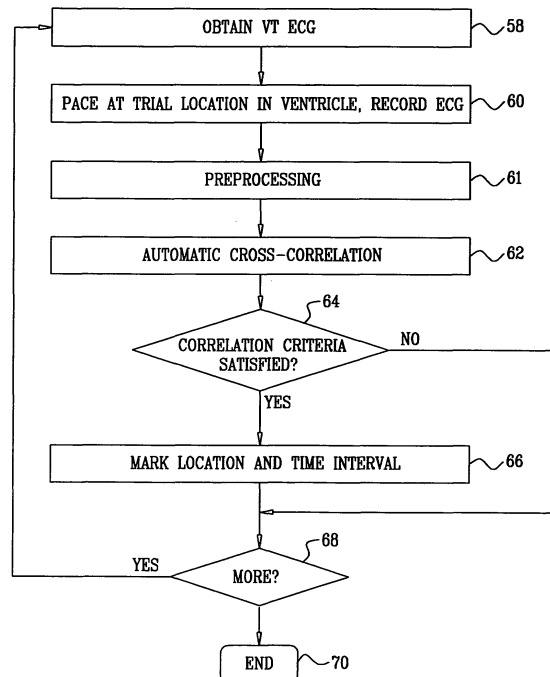 OBTAIN VT ECG
58
PACE AT TRIAL LOCATION IN VENTRICLE, RECORD ECG
60
PREPROCESSING
61
AUTOMATIC CROSS-CORRELATION
62
64
CORRELATION CRITERIA
SATISFIED?
NO
YES
MARK LOCATION AND TIME INTERVAL
66
68
YES
MORE?
END
70